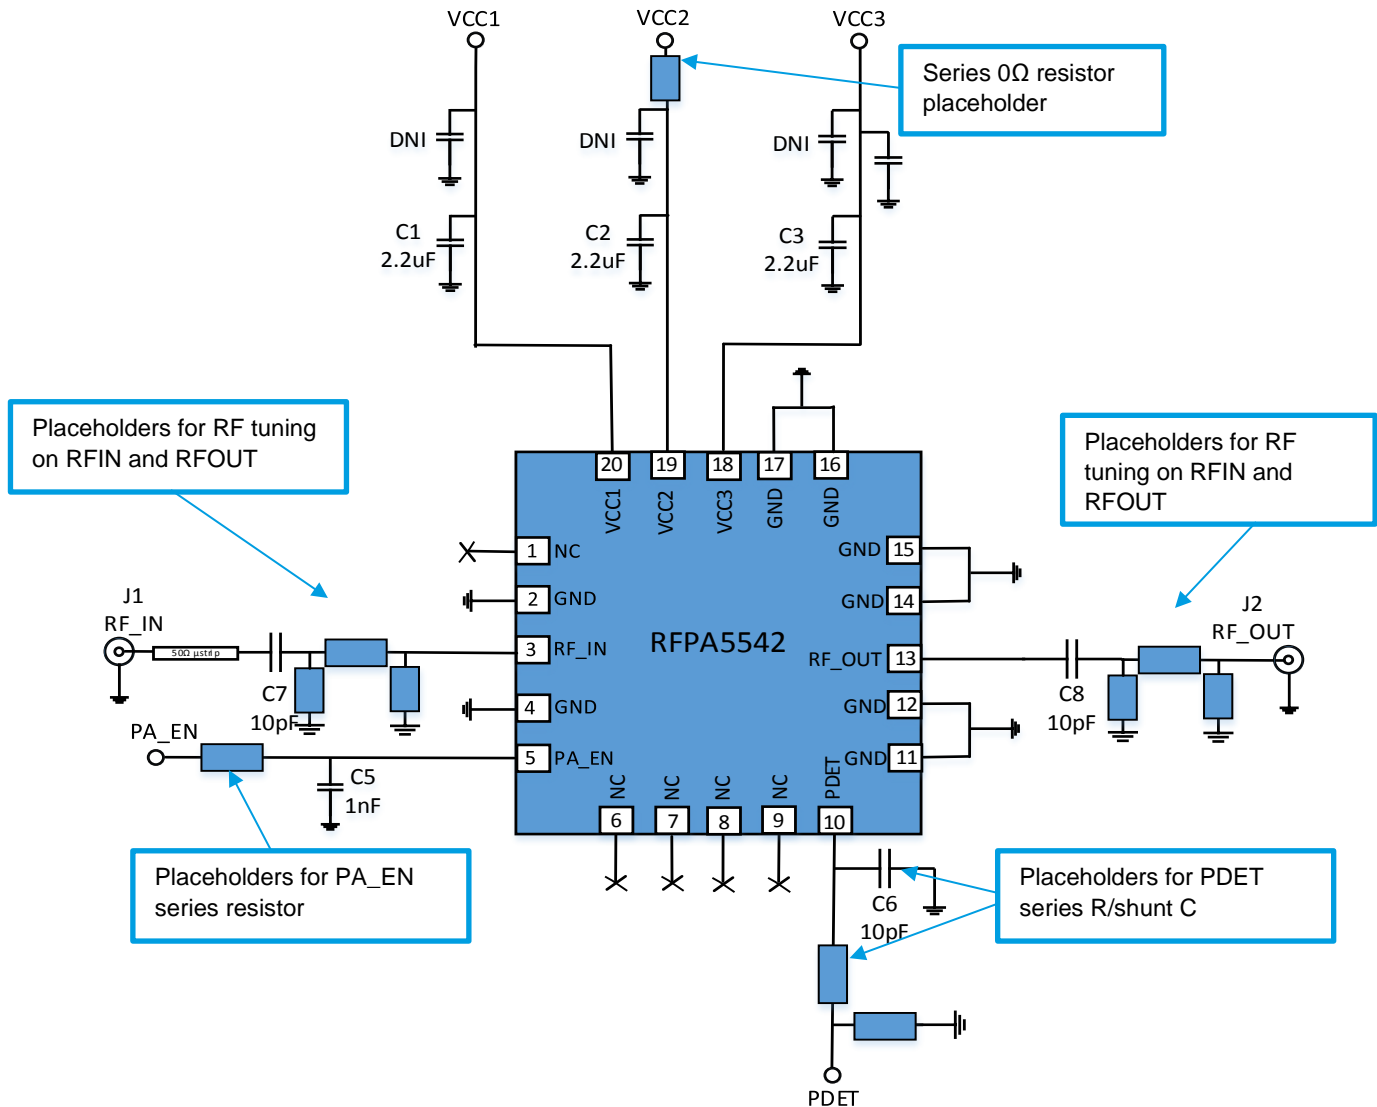 VCC1
VCC2
VCC3
Series 0Ω resistor
placeholder
DNI
DNI
DNI
C1
2.2uF
C2
2.2uF
C3
2.2uF
Placeholders for RF tuning
on RFIN and RFOUT
Placeholders for RF
tuning on RFIN and
RFOUT
20
19
18
17
16
VCC1
VCC2
VCC3
GND
GND
1
NC
GND
15
2
GND
GND
14
J1
RF_IN
50Ω µstrip
3
RF_IN
RFPA5542
RF_OUT
13
J2
RF_OUT
C7
10pF
4
GND
GND
12
C8
10pF
PA_EN
5
PA_EN
GND
11
C5
1nF
NC
NC
NC
NC
PDET
6
7
8
9
10
Placeholders for PA_EN
series resistor
C6
10pF
Placeholders for PDET
series R/shunt C
PDET